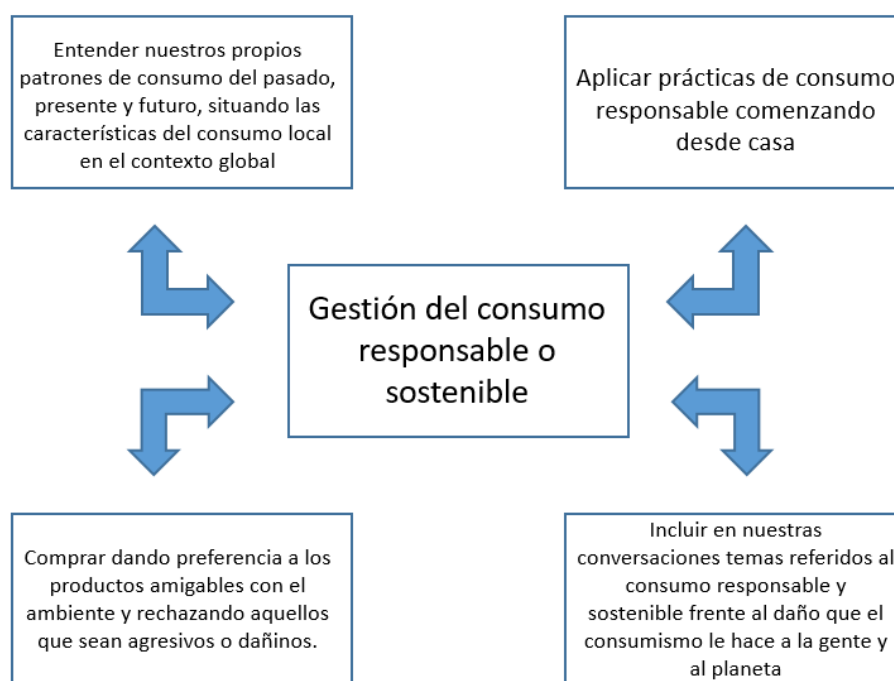 Entender nuestros propios
patrones de consumo del pasado,
presente y futuro, situando las
características del consumo local
en el contexto global
Aplicar prácticas de consumo
responsable comenzando
desde casa
Gestión del consumo
responsable o
sostenible
Comprar dando preferencia a los
productos amigables con el
ambiente y rechazando aquellos
que sean agresivos o dañinos.
Incluir en nuestras
conversaciones temas referidos al
consumo responsable y
sostenible frente al daño que el
consumismo le hace a la gente y
al planeta